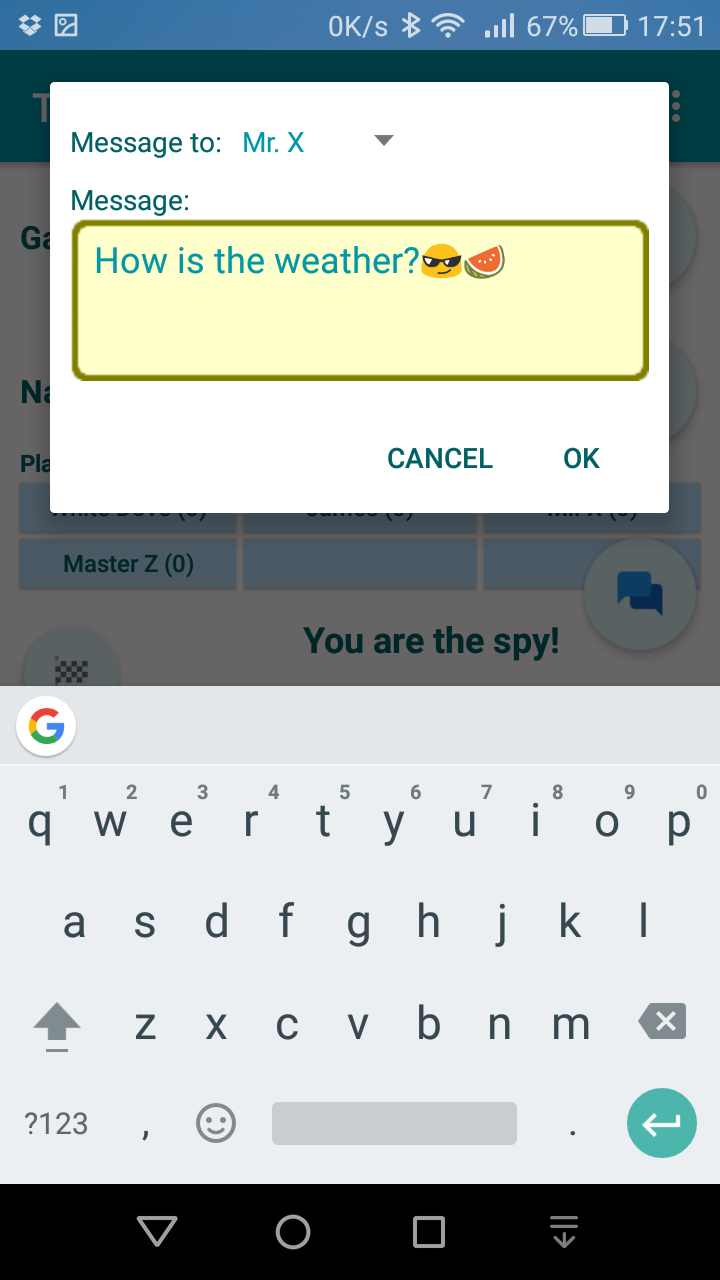 0K/s 67% 17:51
T
Message to: Mr. X
Message:
Ga
How is the weather?😎🍉
Na
CANCEL OK
Pla
Master Z (0)
You are the spy!
1 2 3 4 5 6 7 8 9 0
q w e r t y u i o p
a s d f g h j k l
z x c v b n m
?123 , .